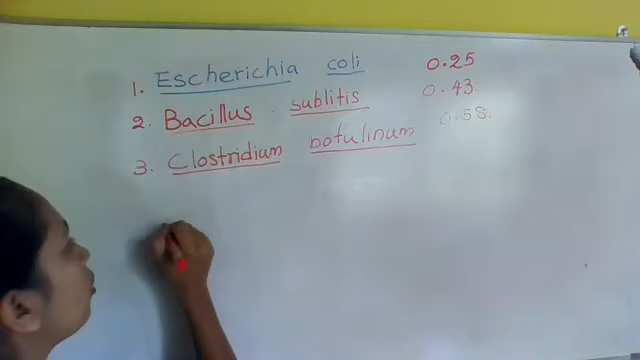 1. Escherichia coli 0.25
2. Bacillus sublitis 0.43
3. Clostridium botulinum 0.58.